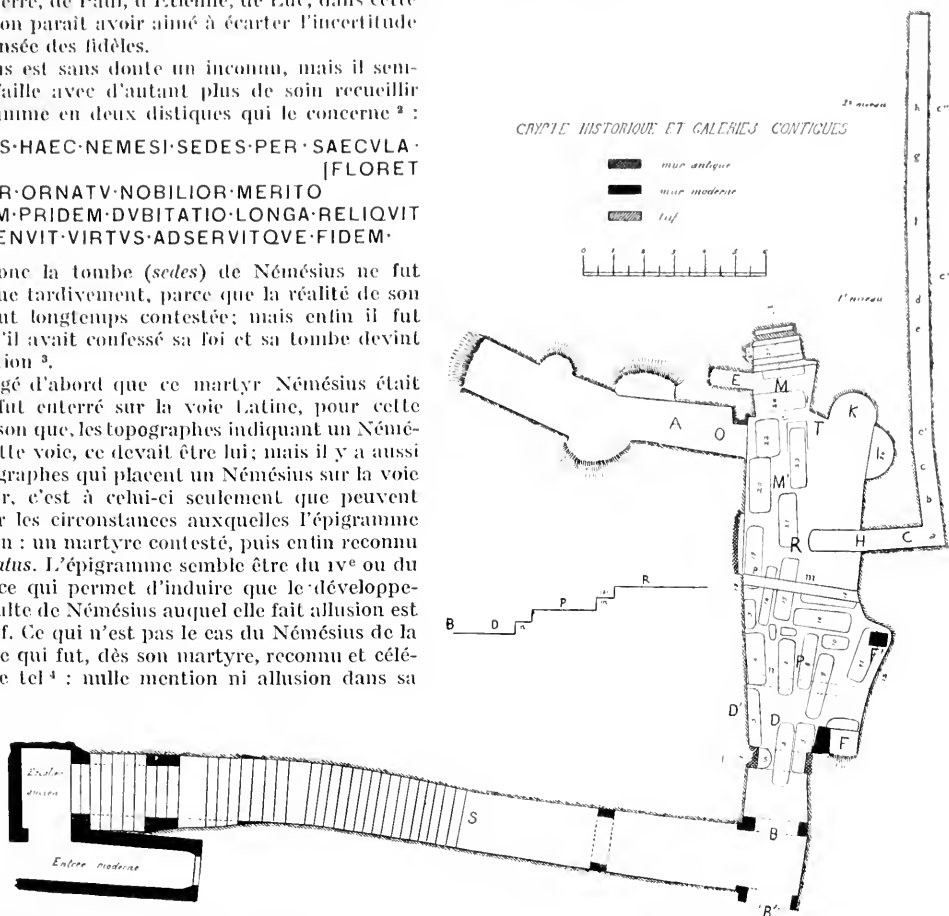 erre, de Paul, d'Étienne, de Luc, dans cette
on paraît avoir aimé à écarter l'incertitude
nsée des fidèles.
ns est sans doute un inconnu, mais il sem-
faille avec d'autant plus de soin recueillir
amme en deux distiques qui le concerne ² :
S·HAEC·NEMESI·SEDES·PER·SAECVLA·
[FLORET
R·ORNATV·NOBILIOR·MERITO
M·PRIDEM·DVBITATIO·LONGA·RELIQVIT
ENVIT·VIRTVS·ADSERVITQVE·FIDEM·
onc la tombe (sedes) de Némésius ne fut
ue tardivement, parce que la réalité de son
ut longtemps contestée; mais enfin il fut
'il avait confessé sa foi et sa tombe devint
ion ³.
gé d'abord que ce martyr Némésius était
fut enterré sur la voie Latine, pour cette
son que, les topographes indiquant un Némé-
tte voie, ce devait être lui; mais il y a aussi
graphes qui placent un Némésius sur la voie
r, c'est à celui-ci seulement que peuvent
r les circonstances auxquelles l'épigramme
n : un martyre contesté, puis enfin reconnu
atus. L'épigramme semble être du IVᵉ ou du
ce qui permet d'induire que le développe-
ulte de Némésius auquel elle fait allusion est
f. Ce qui n'est pas le cas du Némésius de la
e qui fut, dès son martyre, reconnu et célé-
e tel ⁴ : nulle mention ni allusion dans sa
CRYPTE HISTORIQUE ET GALERIES CONTIGUES
mur antique
mur moderne
tuf
2ᵉ niveau
h
g
f
1ᵉʳ niveau
d
e
c'
c
b
a
E
M
K
k
A
O
T
M'
R
H
C
m
R
P
B
D
P
F'
D'
D
F
S
B
B'
Escalier
ancien
Entrée moderne